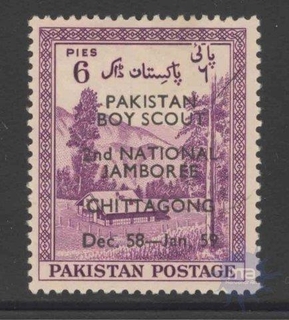 PIES پائی
6 پاکستان ڈاک ٦
PAKISTAN
BOY SCOUT
2nd NATIONAL
JAMBOREE
CHITTAGONG
Dec. 58—Jan. 59
PAKISTAN POSTAGE